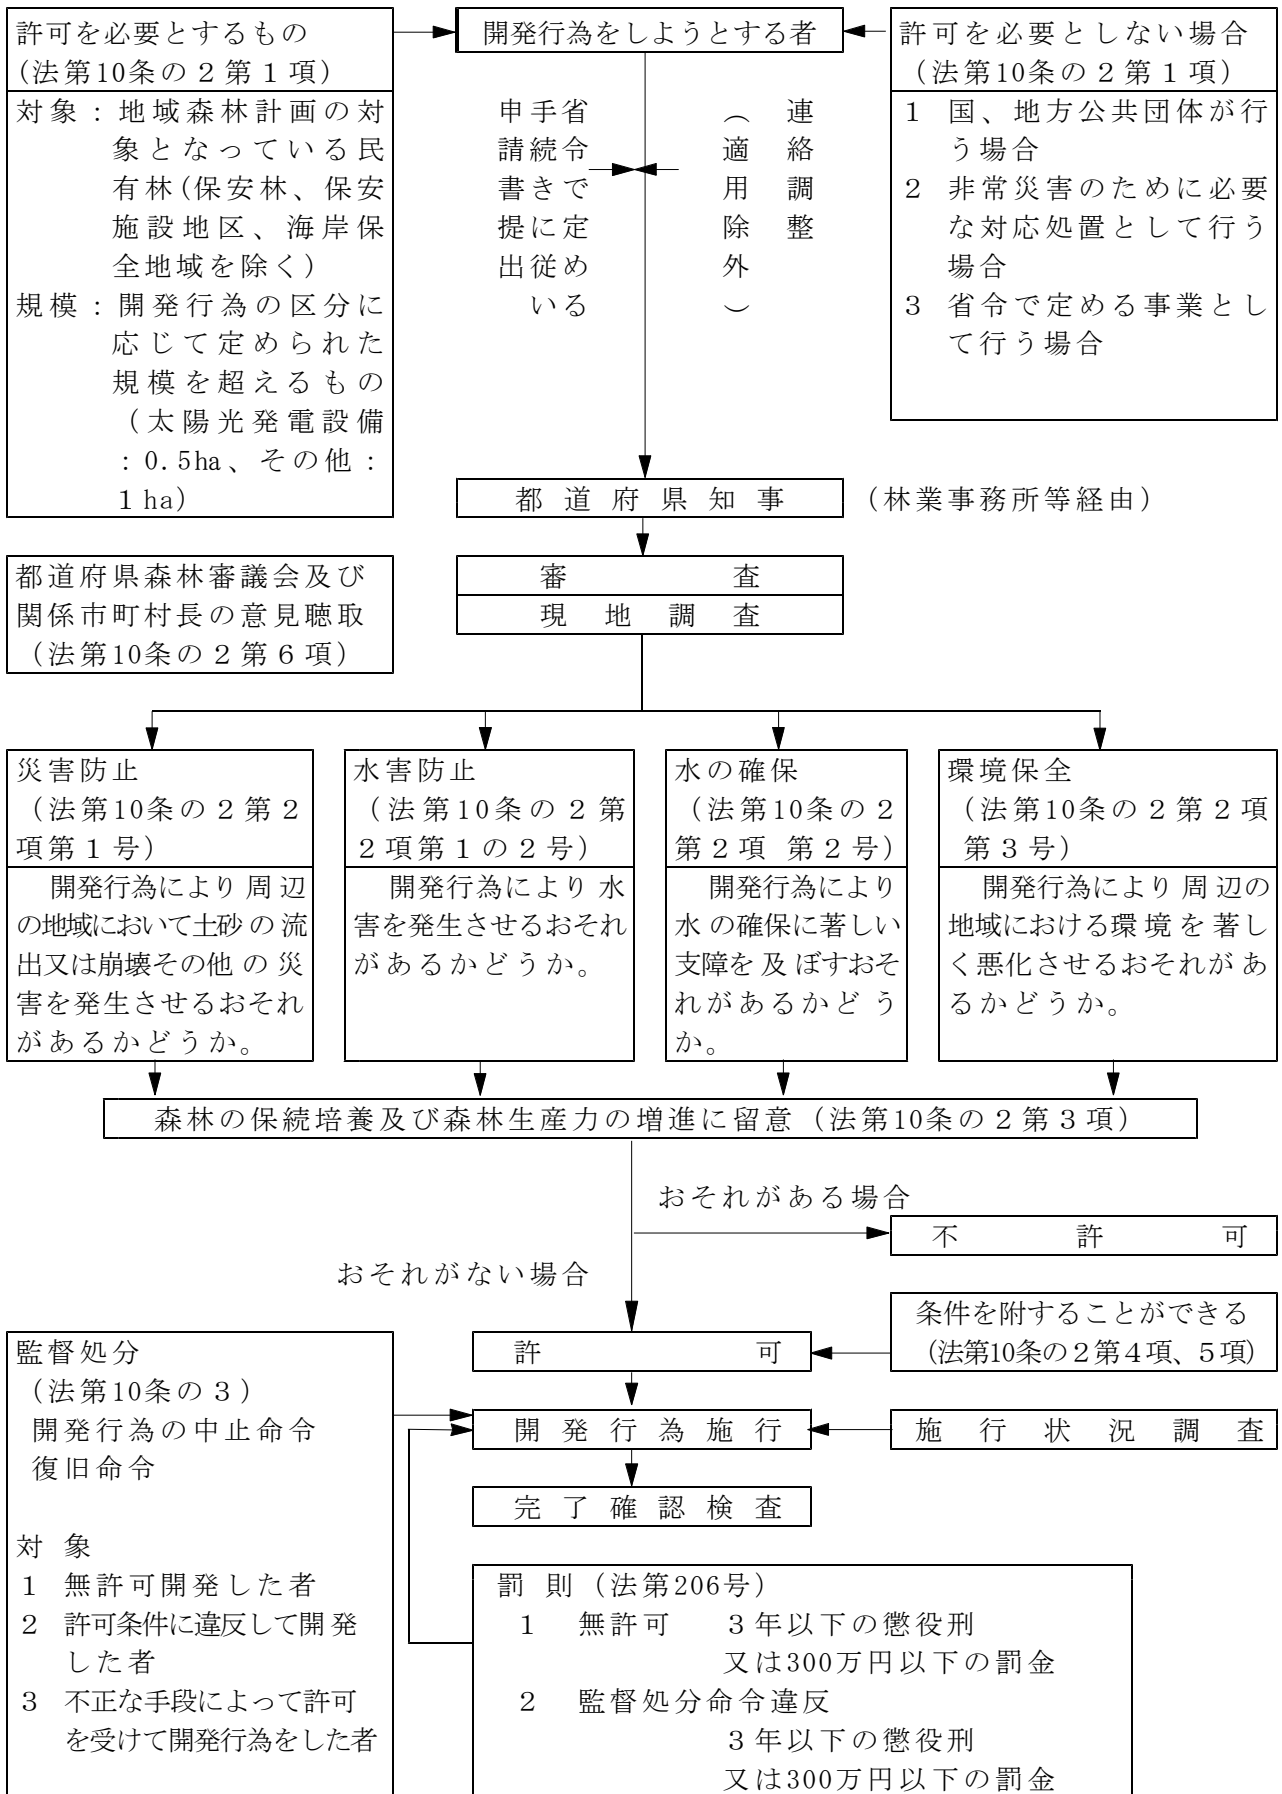 許可を必要とするもの
(法第10条の２第１項)
対象：地域森林計画の対
象となっている民
有林(保安林、保安
施設地区、海岸保
全地域を除く)
規模：開発行為の区分に
応じて定められた
規模を超えるもの
(太陽光発電設備
：0.5ha、その他：
１ha)
開発行為をしようとする者
省令で定める
手続きに従い
申請書提出
連絡調整
(適用除外)
許可を必要としない場合
(法第10条の２第１項)
１ 国、地方公共団体が行
う場合
２ 非常災害のために必要
な対応処置として行う
場合
３ 省令で定める事業とし
て行う場合
都道府県知事
(林業事務所等経由)
都道府県森林審議会及び
関係市町村長の意見聴取
(法第10条の２第６項)
審査
現地調査
災害防止
(法第10条の２第２
項第１号)
開発行為により周辺
の地域において土砂の流
出又は崩壊その他の災
害を発生させるおそれ
があるかどうか。
水害防止
(法第10条の２第
２項第１の２号)
開発行為により水
害を発生させるおそれ
があるかどうか。
水の確保
(法第10条の２
第２項 第２号)
開発行為により
水の確保に著しい
支障を及ぼすおそ
れがあるかどう
か。
環境保全
(法第10条の２第２項
第３号)
開発行為により周辺の
地域における環境を著し
く悪化させるおそれがあ
るかどうか。
森林の保続培養及び森林生産力の増進に留意(法第10条の２第３項)
おそれがある場合
不許可
おそれがない場合
条件を附することができる
(法第10条の２第４項、５項)
許可
監督処分
(法第10条の３)
開発行為の中止命令
復旧命令
対象
１ 無許可開発した者
２ 許可条件に違反して開発
した者
３ 不正な手段によって許可
を受けて開発行為をした者
開発行為施行
施行状況調査
完了確認検査
罰則(法第206号)
１ 無許可 ３年以下の懲役刑
又は300万円以下の罰金
２ 監督処分命令違反
３年以下の懲役刑
又は300万円以下の罰金